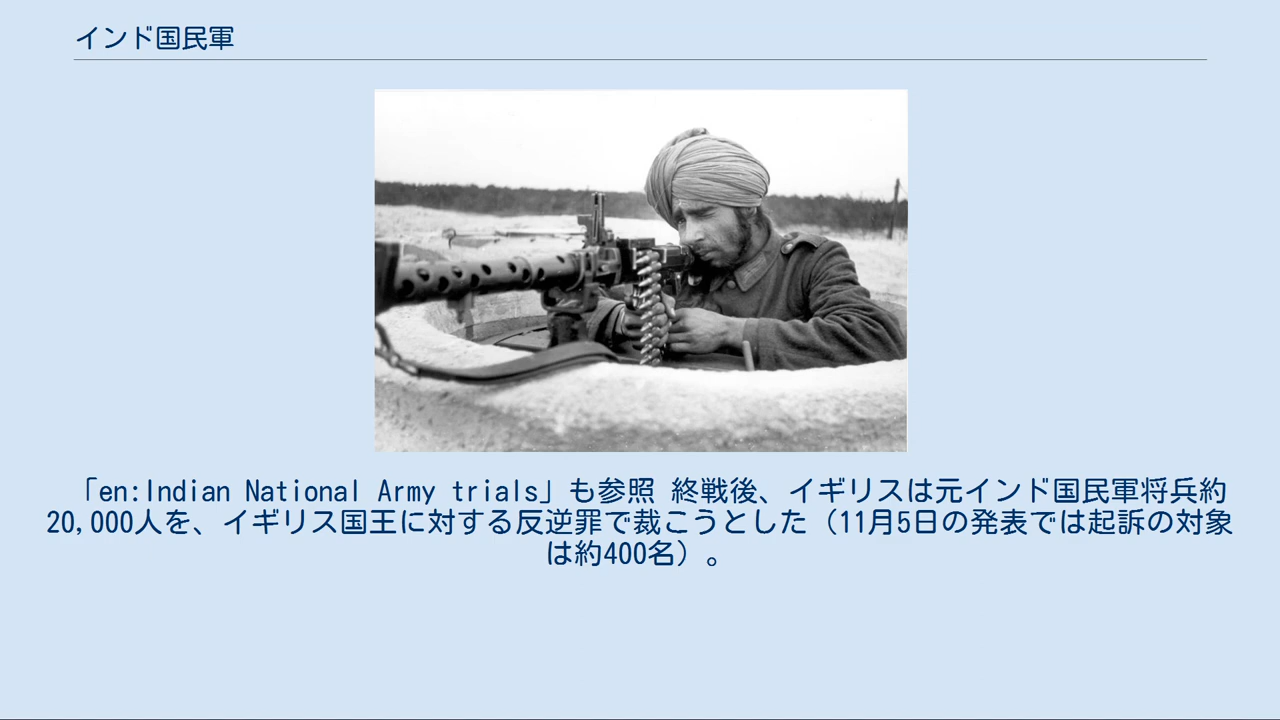 インド国民軍
「en:Indian National Army trials」も参照 終戦後、イギリスは元インド国民軍将兵約
20,000人を、イギリス国王に対する反逆罪で裁こうとした（11月5日の発表では起訴の対象
は約400名）。